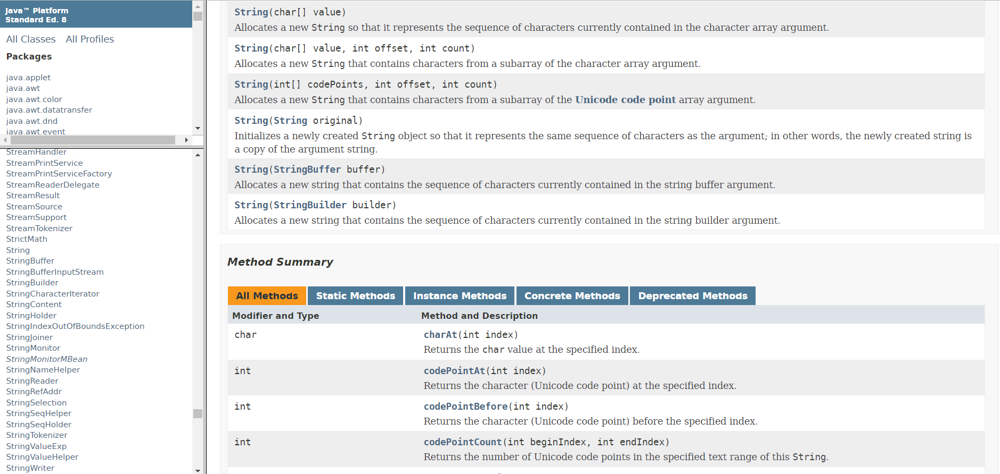 Java™ Platform
Standard Ed. 8
All Classes All Profiles
Packages
java.applet
java.awt
java.awt.color
java.awt.datatransfer
java.awt.dnd
java.awt.event
StreamHandler
StreamPrintService
StreamPrintServiceFactory
StreamReaderDelegate
StreamResult
StreamSource
StreamSupport
StreamTokenizer
StrictMath
String
StringBuffer
StringBufferInputStream
StringBuilder
StringCharacterIterator
StringContent
StringHolder
StringIndexOutOfBoundsException
StringJoiner
StringMonitor
StringMonitorMBean
StringNameHelper
StringReader
StringRefAddr
StringSelection
StringSeqHelper
StringSeqHolder
StringTokenizer
StringValueExp
StringValueHelper
StringWriter
String(char[] value)
Allocates a new String so that it represents the sequence of characters currently contained in the character array argument.
String(char[] value, int offset, int count)
Allocates a new String that contains characters from a subarray of the character array argument.
String(int[] codePoints, int offset, int count)
Allocates a new String that contains characters from a subarray of the Unicode code point array argument.
String(String original)
Initializes a newly created String object so that it represents the same sequence of characters as the argument; in other words, the newly created string is
a copy of the argument string.
String(StringBuffer buffer)
Allocates a new string that contains the sequence of characters currently contained in the string buffer argument.
String(StringBuilder builder)
Allocates a new string that contains the sequence of characters currently contained in the string builder argument.
Method Summary
All Methods Static Methods Instance Methods Concrete Methods Deprecated Methods
Modifier and Type Method and Description
char charAt(int index)
Returns the char value at the specified index.
int codePointAt(int index)
Returns the character (Unicode code point) at the specified index.
int codePointBefore(int index)
Returns the character (Unicode code point) before the specified index.
int codePointCount(int beginIndex, int endIndex)
Returns the number of Unicode code points in the specified text range of this String.